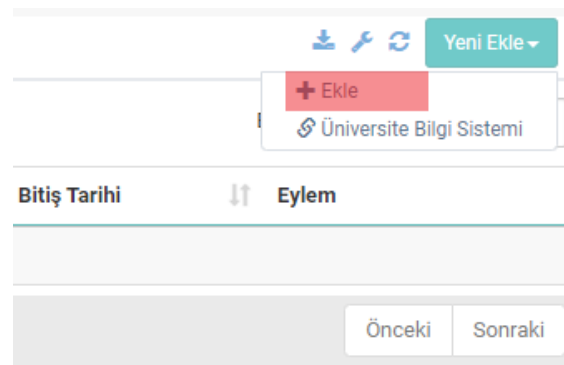 Yeni Ekle
Ekle
Üniversite Bilgi Sistemi
Bitiş Tarihi Eylem
Önceki Sonraki